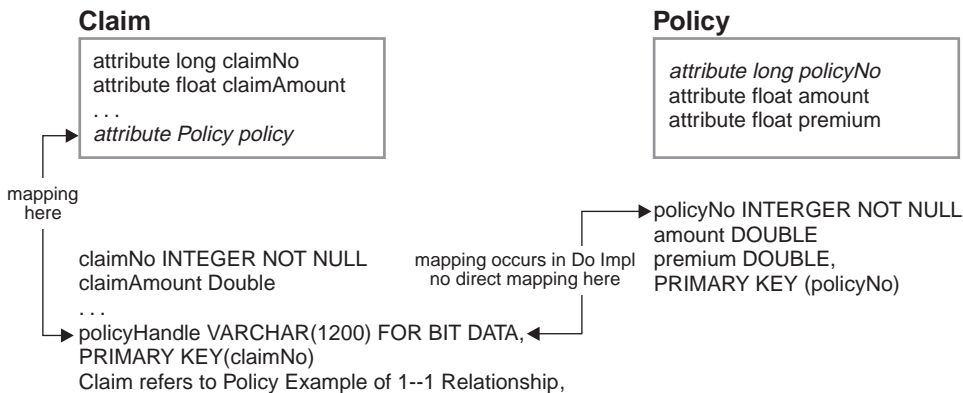 Claim
attribute long claimNo
attribute float claimAmount
. . .
attribute Policy policy
Policy
attribute long policyNo
attribute float amount
attribute float premium
mapping
here
claimNo INTEGER NOT NULL
claimAmount Double
. . .
policyHandle VARCHAR(1200) FOR BIT DATA,
PRIMARY KEY(claimNo)
Claim refers to Policy Example of 1--1 Relationship,
mapping occurs in Do Impl
no direct mapping here
policyNo INTERGER NOT NULL
amount DOUBLE
premium DOUBLE,
PRIMARY KEY (policyNo)